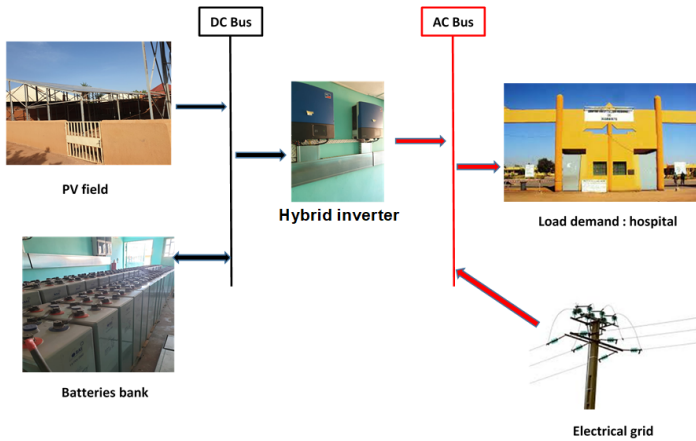 DC Bus
AC Bus
PV field
Hybrid inverter
Load demand : hospital
Batteries bank
Electrical grid